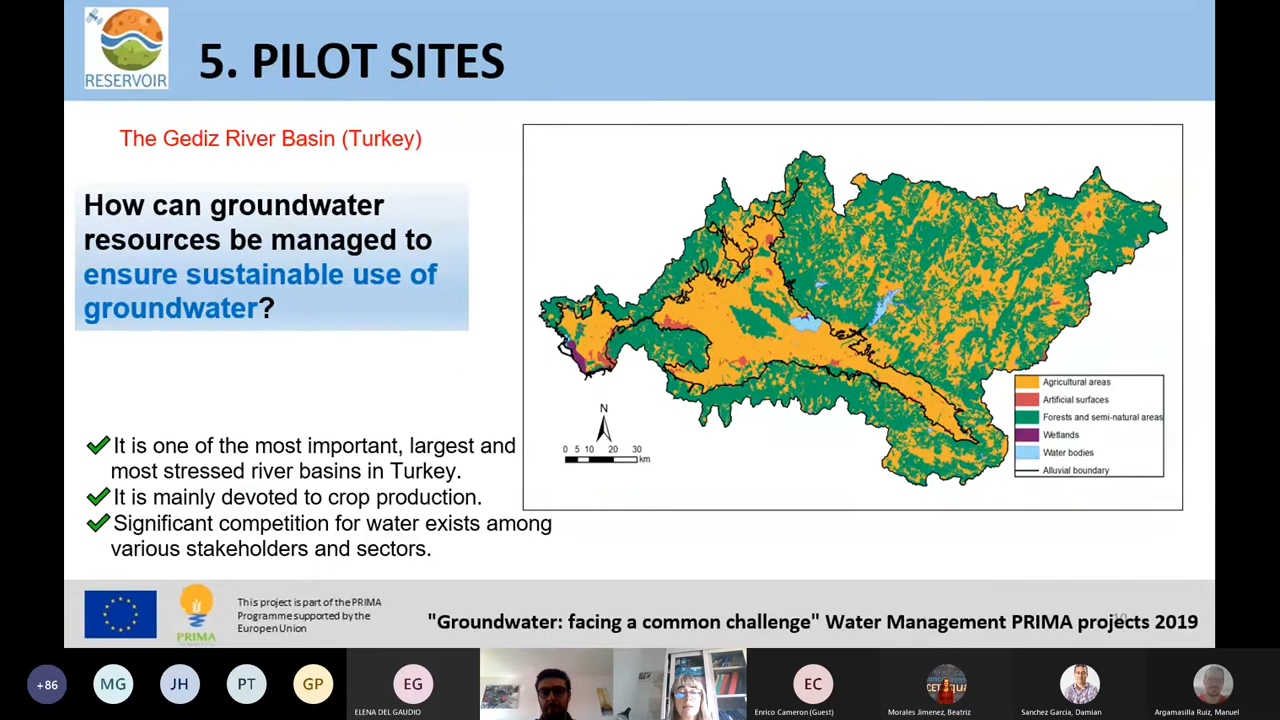 RESERVOIR
5. PILOT SITES
The Gediz River Basin (Turkey)
How can groundwater
resources be managed to
ensure sustainable use of
groundwater?
It is one of the most important, largest and
most stressed river basins in Turkey.
It is mainly devoted to crop production.
Significant competition for water exists among
various stakeholders and sectors.
N
0 5 10 20 30
km
Agricultural areas
Artificial surfaces
Forests and semi-natural areas
Wetlands
Water bodies
Alluvial boundary
PRIMA
This project is part of the PRIMA
Programme supported by the
Europen Union
"Groundwater: facing a common challenge" Water Management PRIMA projects 2019
+86
MG
JH
PT
GP
EG
ELENA DEL GAUDIO
EC
Enrico Cameron (Guest)
Morales Jimenez, Beatriz
Sanchez Garcia, Damian
Argamasilla Ruiz, Manuel